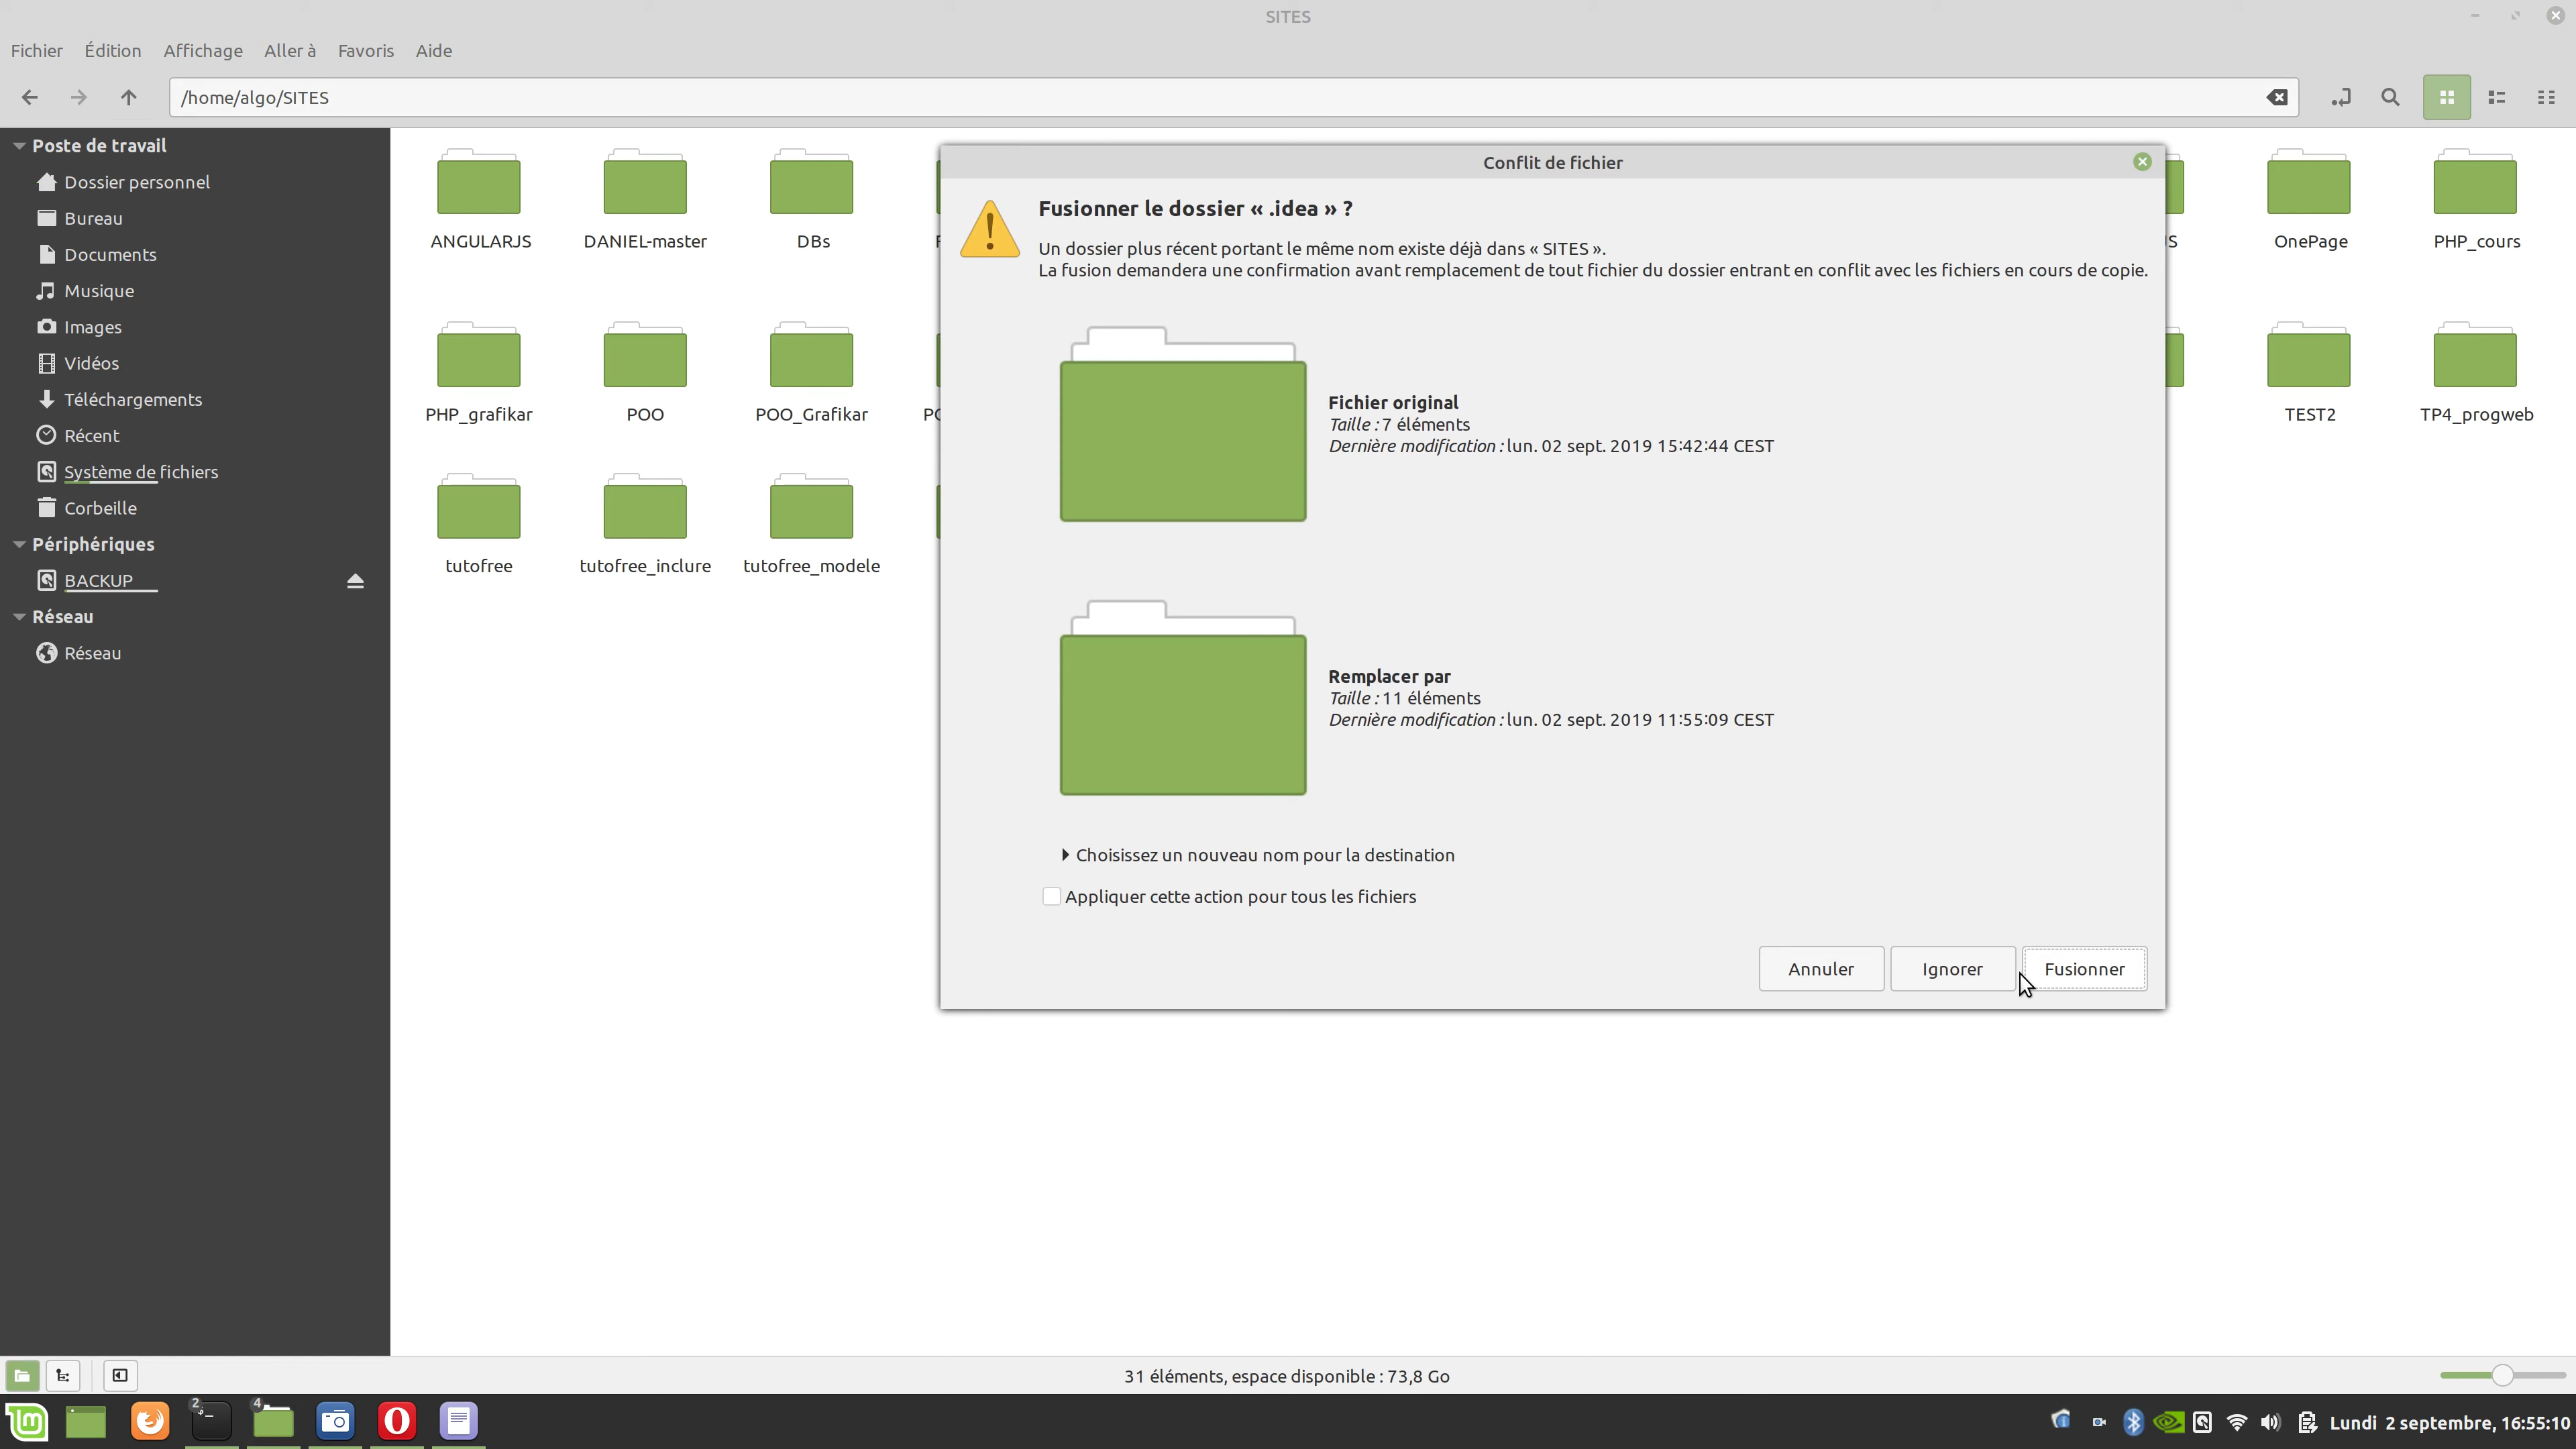 SITES
Fichier Édition Affichage Aller à Favoris Aide
/home/algo/SITES
Poste de travail
Dossier personnel
Bureau
Documents
Musique
Images
Vidéos
Téléchargements
Récent
Système de fichiers
Corbeille
Périphériques
BACKUP
Réseau
Réseau
ANGULARJS DANIEL-master DBs OnePage PHP_cours
PHP_grafikar POO POO_Grafikar TEST2 TP4_progweb
tutofree tutofree_inclure tutofree_modele
Conflit de fichier
Fusionner le dossier « .idea » ?
Un dossier plus récent portant le même nom existe déjà dans « SITES ».
La fusion demandera une confirmation avant remplacement de tout fichier du dossier entrant en conflit avec les fichiers en cours de copie.
Fichier original
Taille : 7 éléments
Dernière modification : lun. 02 sept. 2019 15:42:44 CEST
Remplacer par
Taille : 11 éléments
Dernière modification : lun. 02 sept. 2019 11:55:09 CEST
Choisissez un nouveau nom pour la destination
Appliquer cette action pour tous les fichiers
Annuler Ignorer Fusionner
31 éléments, espace disponible : 73,8 Go
2 4 Lundi 2 septembre, 16:55:10